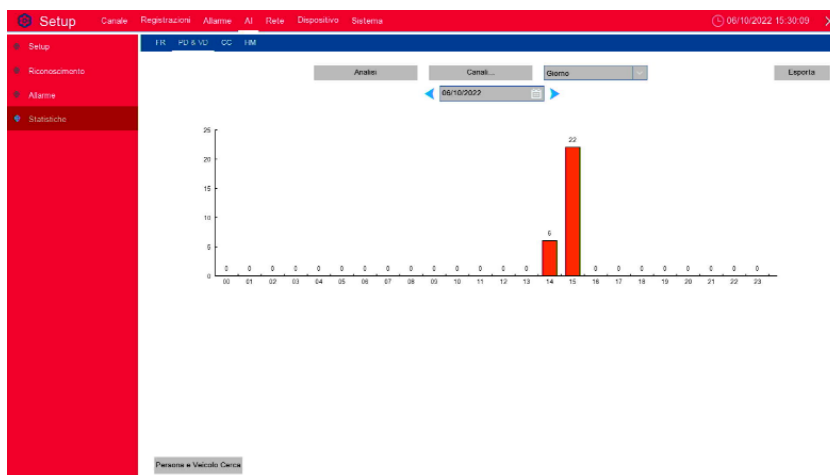 Setup Canale Registrazioni Allarme AI Rete Dispositivo Sistema 06/10/2022 15:30:09
FR PD & VD CC HM
Setup
Riconoscimento
Allarme
Statistiche
Analisi Canali... Giorno Esporta
06/10/2022
25
20
15
10
5
0
0 0 0 0 0 0 0 0 0 0 0 0 0 0 6 22 0 0 0 0 0 0 0 0
00 01 02 03 04 05 06 07 08 09 10 11 12 13 14 15 16 17 18 19 20 21 22 23
Persona e Veicolo Cerca